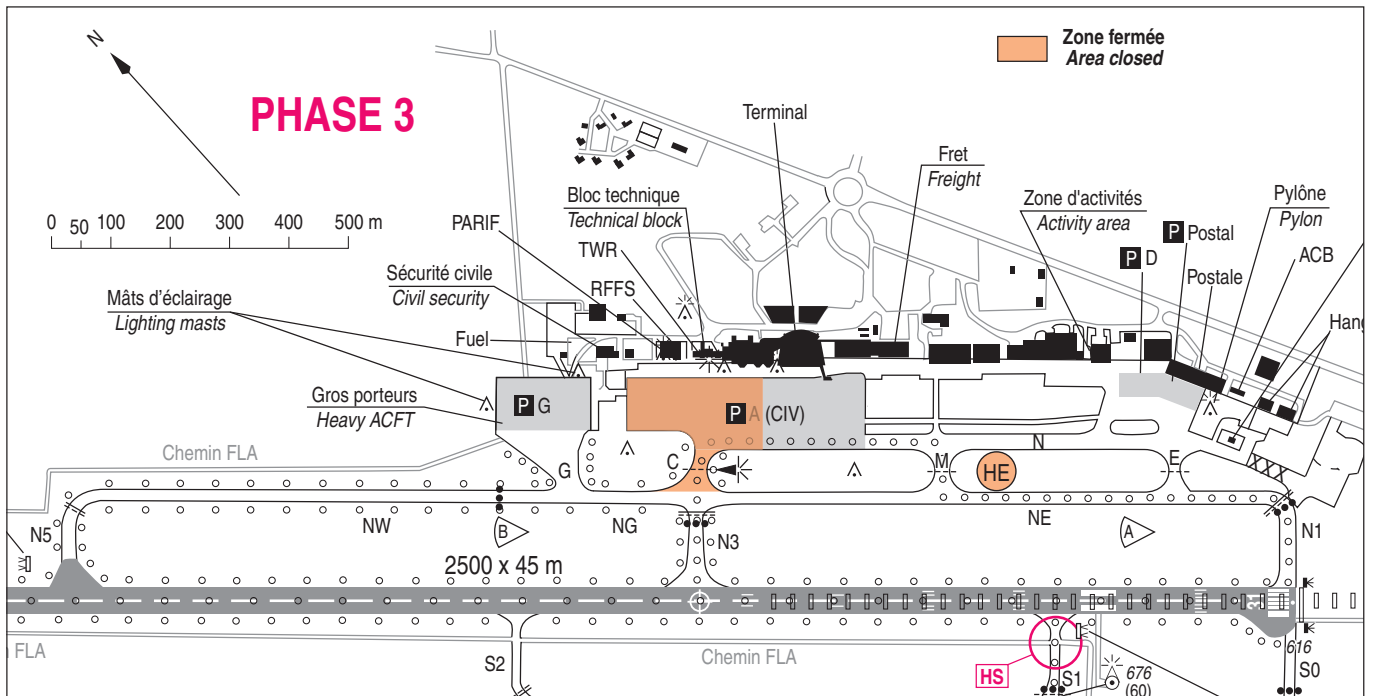 N
Zone fermée
Area closed
PHASE 3
Terminal
Fret
Freight
Bloc technique
Technical block
Zone d'activités
Activity area
Pylône
Pylon
0 50 100 200 300 400 500 m
PARIF
P Postal
TWR
P D
ACB
Sécurité civile
Civil security
Postale
Mâts d'éclairage
Lighting masts
RFFS
Fuel
Hang
Gros porteurs
Heavy ACFT
P G
P A (CIV)
Chemin FLA
N
G
C
M
HE
E
N5
NW
B
NG
N3
NE
A
N1
2500 x 45 m
31
616
FLA
S2
Chemin FLA
HS
S1
676
(60)
S0